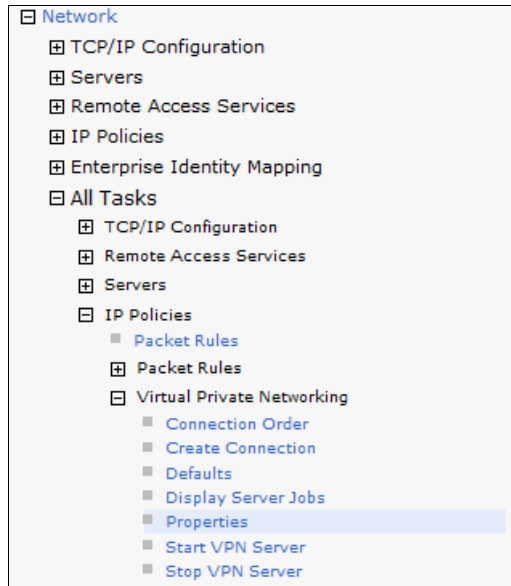 Network
TCP/IP Configuration
Servers
Remote Access Services
IP Policies
Enterprise Identity Mapping
All Tasks
TCP/IP Configuration
Remote Access Services
Servers
IP Policies
Packet Rules
Packet Rules
Virtual Private Networking
Connection Order
Create Connection
Defaults
Display Server Jobs
Properties
Start VPN Server
Stop VPN Server